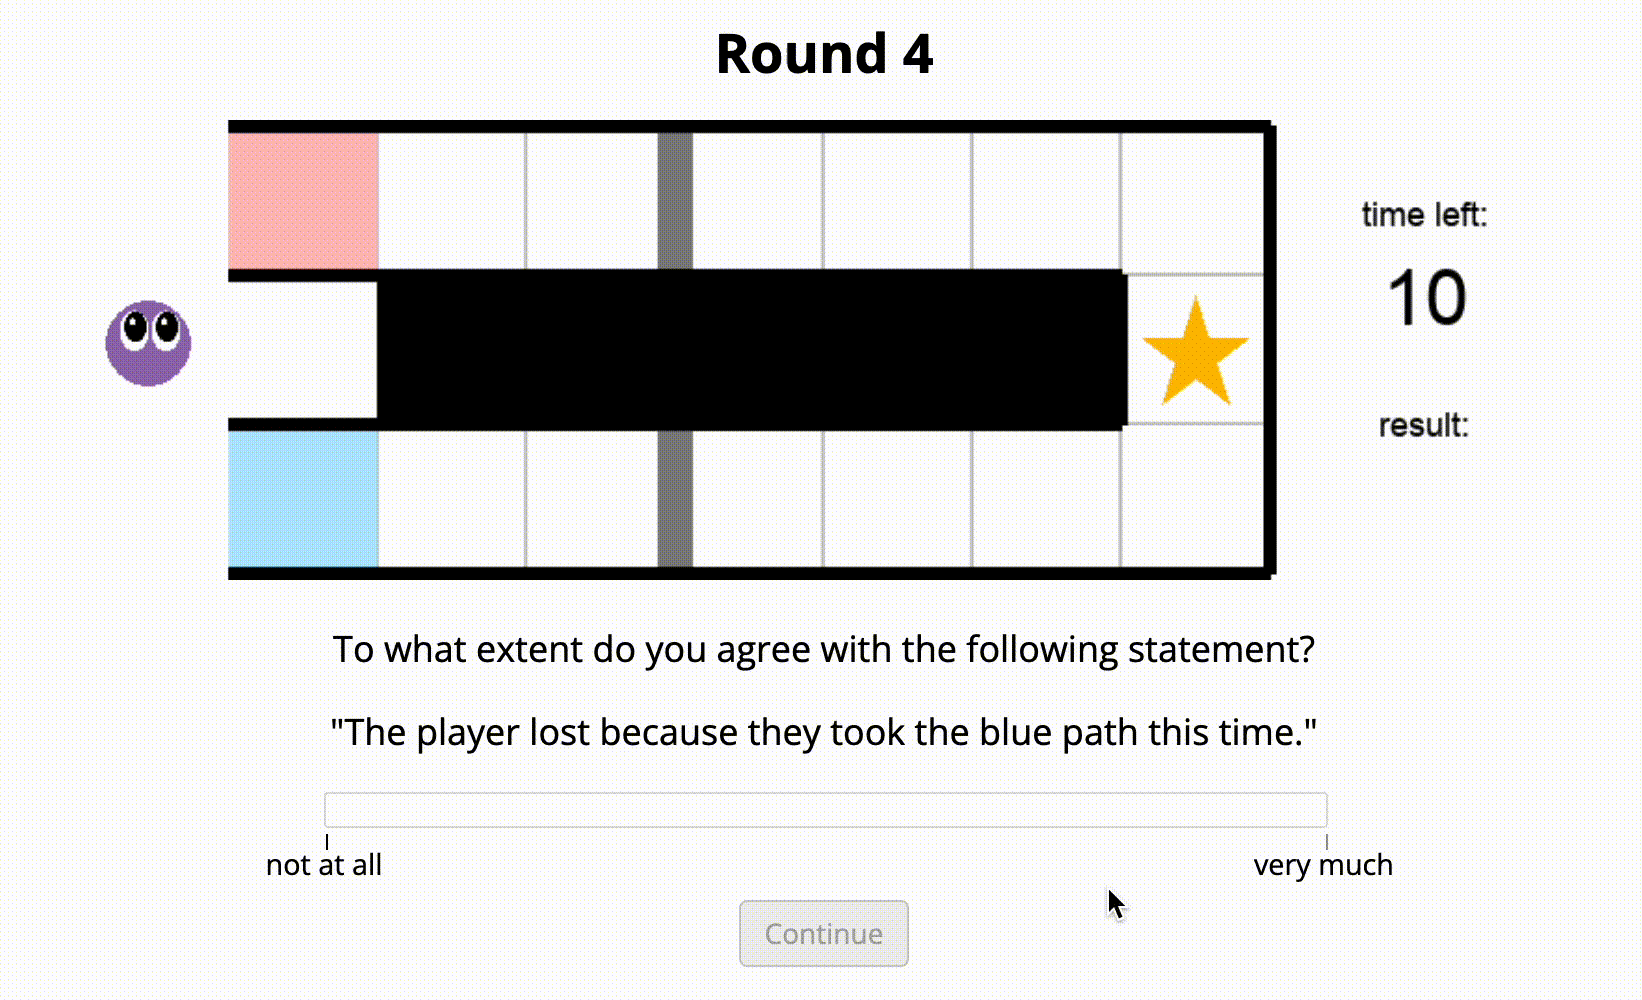 Round 4
time left:
10
result:
To what extent do you agree with the following statement?
"The player lost because they took the blue path this time."
not at all
very much
Continue